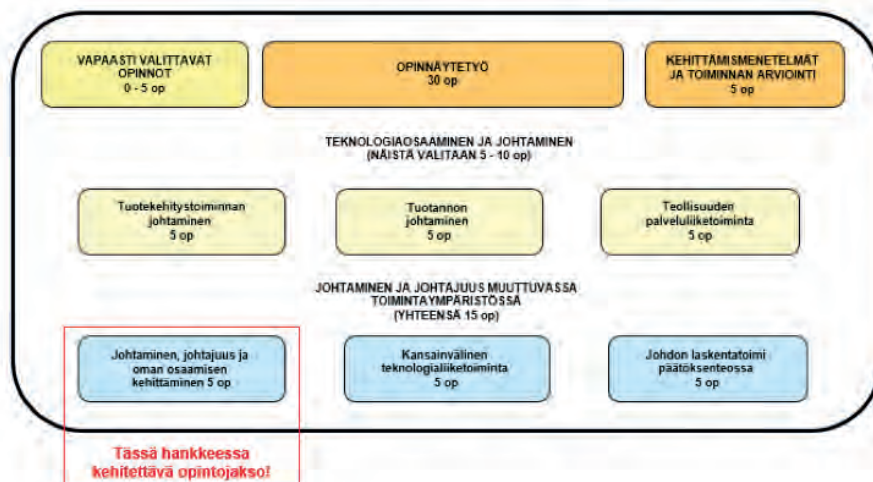 VAPAASTI VALITTAVAT
OPINNOT
0 - 5 op
OPINNÄYTETYÖ
30 op
KEHITTÄMISMENETELMÄT
JA TOIMINNAN ARVIOINTI
5 op
TEKNOLOGIAOSAAMINEN JA JOHTAMINEN
(NÄISTÄ VALITAAN 5 - 10 op)
Tuotekehitystoiminnan
johtaminen
5 op
Tuotannon
johtaminen
5 op
Teollisuuden
palveluliiketoiminta
5 op
JOHTAMINEN JA JOHTAJUUS MUUTTUVASSA
TOIMINTAYMPÄRISTÖSSÄ
(YHTEENSÄ 15 op)
Johtaminen, johtajuus ja
oman osaamisen
kehittäminen 5 op
Kansainvälinen
teknologialiiketoiminta
5 op
Johdon laskentatoimi
päätöksenteossa
5 op
Tässä hankkeessa
kehitettävä opintojakso!